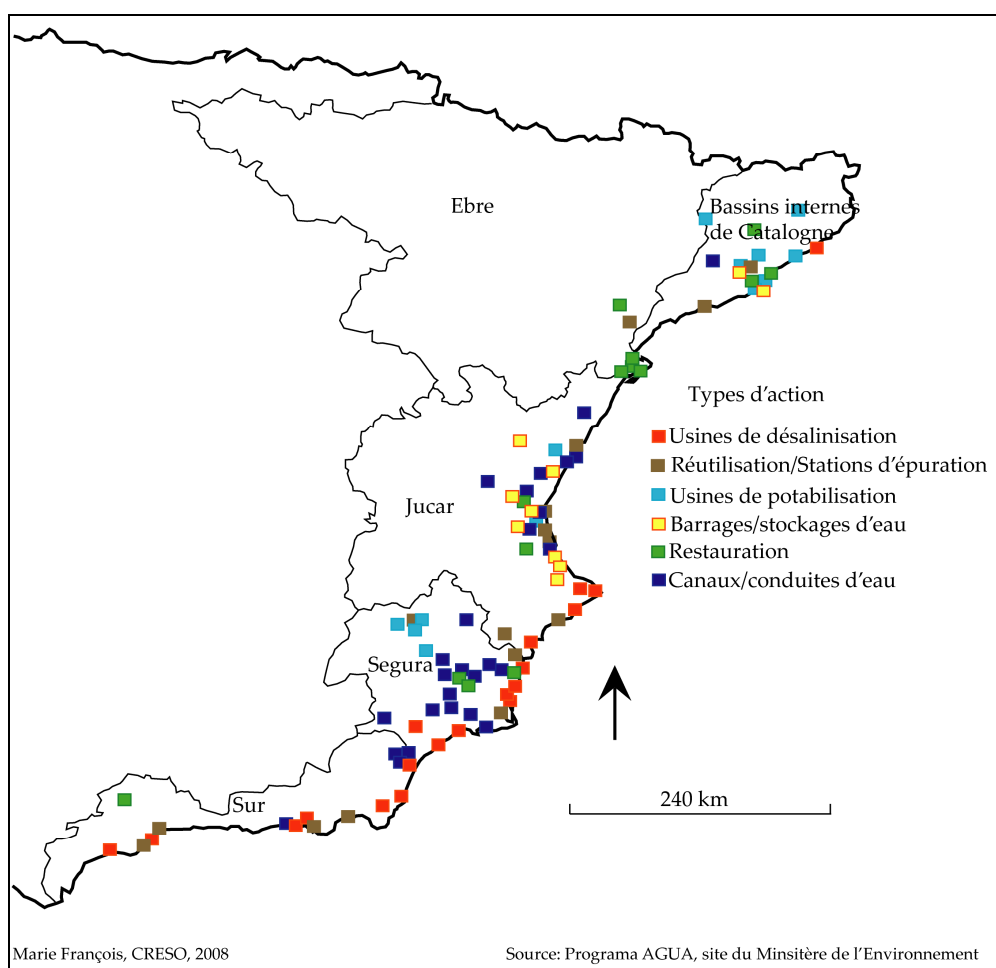 Ebre
Bassins internes
de Catalogne
Types d’action
Usines de désalinisation
Réutilisation/Stations d’épuration
Usines de potabilisation
Barrages/stockages d’eau
Restauration
Canaux/conduites d’eau
Jucar
Segura
Sur
240 km
Marie François, CRESO, 2008
Source: Programa AGUA, site du Minsitère de l’Environnement